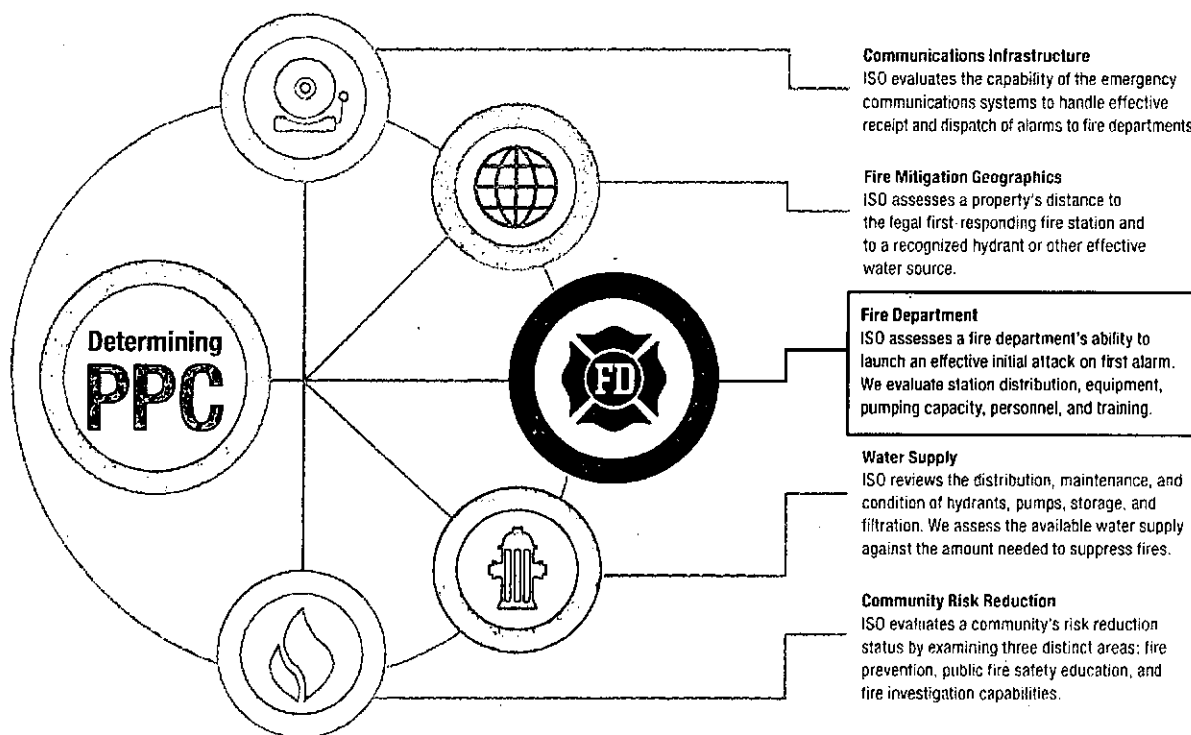 Determining
PPC
FD
Communications Infrastructure
ISO evaluates the capability of the emergency
communications systems to handle effective
receipt and dispatch of alarms to fire departments
Fire Mitigation Geographics
ISO assesses a property's distance to
the legal first-responding fire station and
to a recognized hydrant or other effective
water source.
Fire Department
ISO assesses a fire department's ability to
launch an effective initial attack on first alarm.
We evaluate station distribution, equipment,
pumping capacity, personnel, and training.
Water Supply
ISO reviews the distribution, maintenance, and
condition of hydrants, pumps, storage, and
filtration. We assess the available water supply
against the amount needed to suppress fires.
Community Risk Reduction
ISO evaluates a community's risk reduction
status by examining three distinct areas: fire
prevention, public fire safety education, and
fire investigation capabilities.